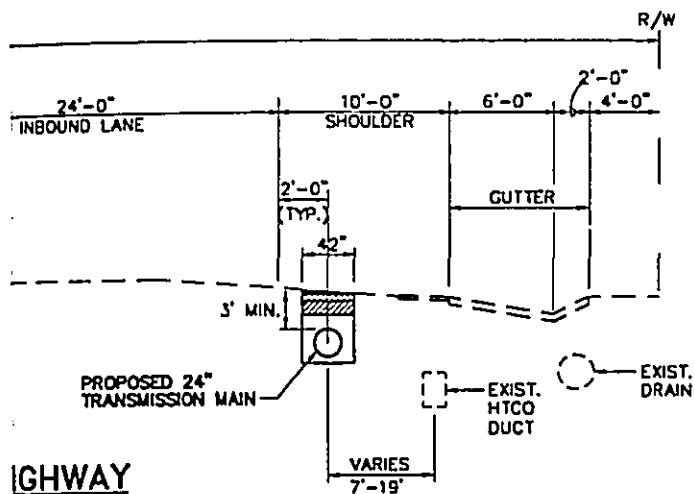 R/W
2'-0"
24'-0"
10'-0"
6'-0"
4'-0"
INBOUND LANE
SHOULDER
2'-0"
(TYP.)
GUTTER
42"
3' MIN.
PROPOSED 24"
TRANSMISSION MAIN
EXIST.
HTCO
DUCT
EXIST.
DRAIN
VARIES
7'-19'
IGHWAY